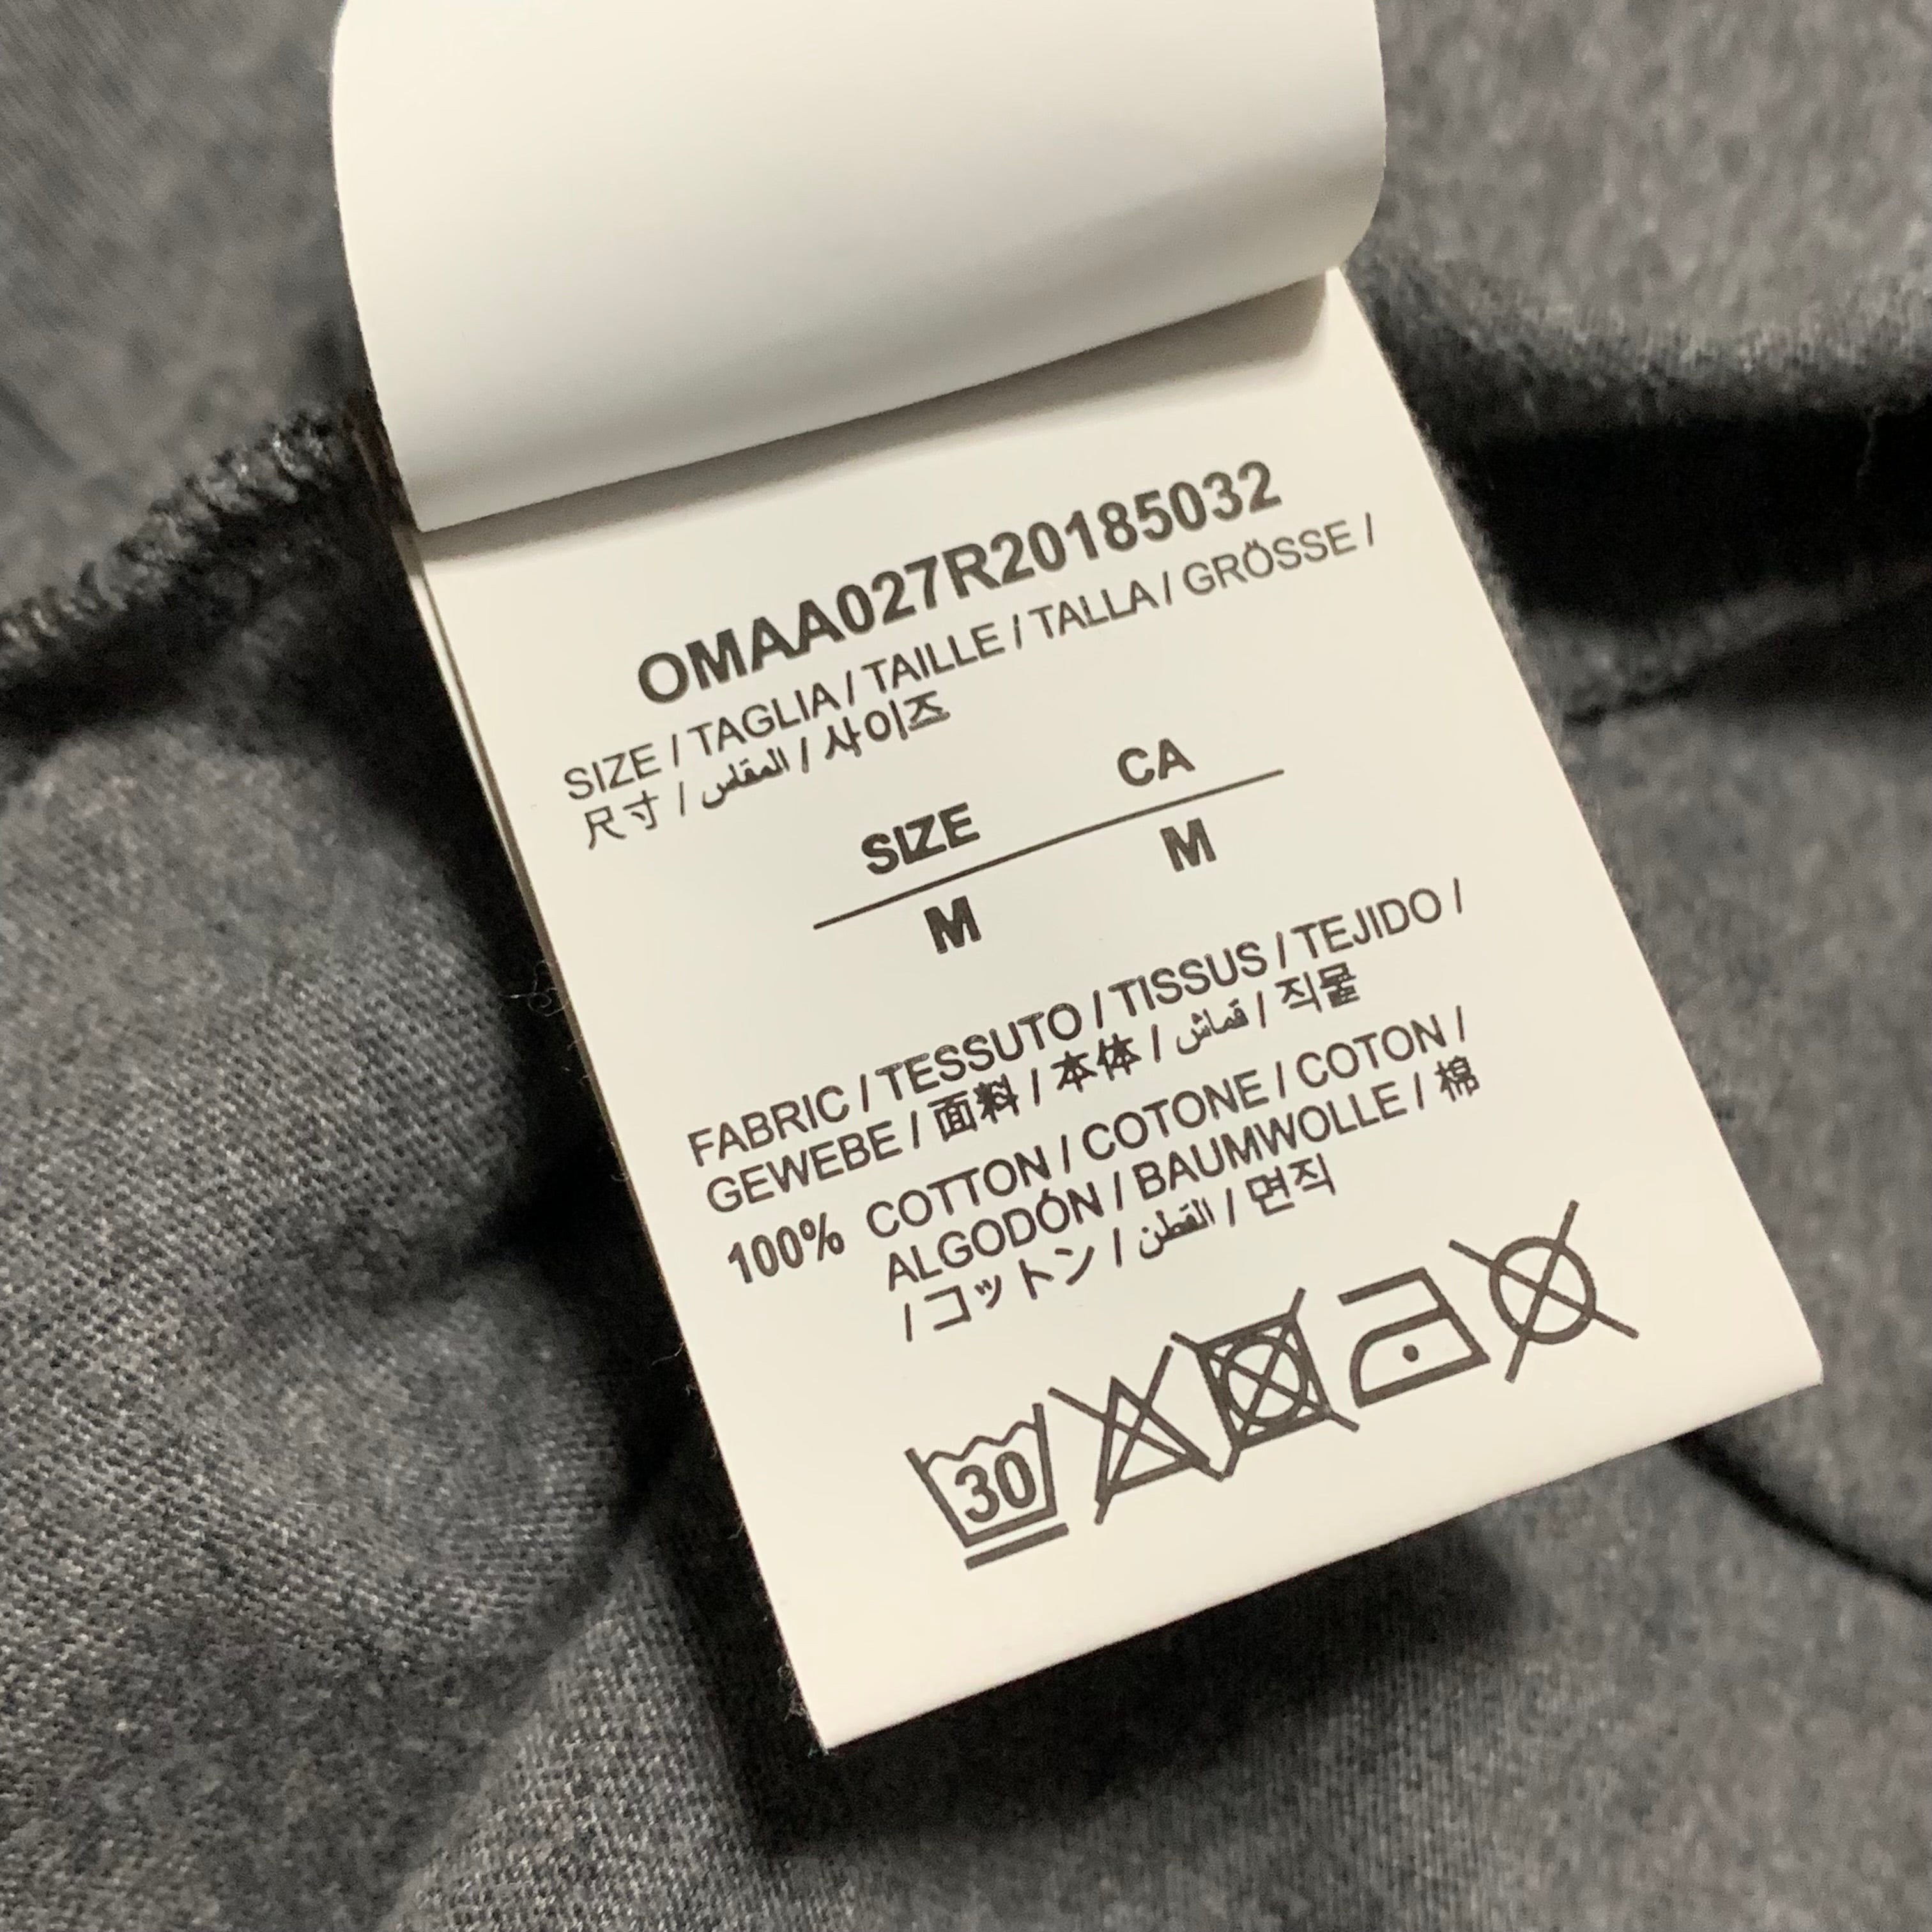 OMAA027R20185032
SIZE / TAGLIA / TAILLE / TALLA / GRÖSSE /
尺寸 / المقاس / 사이즈
SIZE CA
M M
FABRIC / TESSUTO / TISSUS / TEJIDO /
GEWEBE / 面料 / 本体 / قماش / 직물
100% COTTON / COTONE / COTON /
ALGODÓN / BAUMWOLLE / 棉
/ コットン / القطن / 면직
30